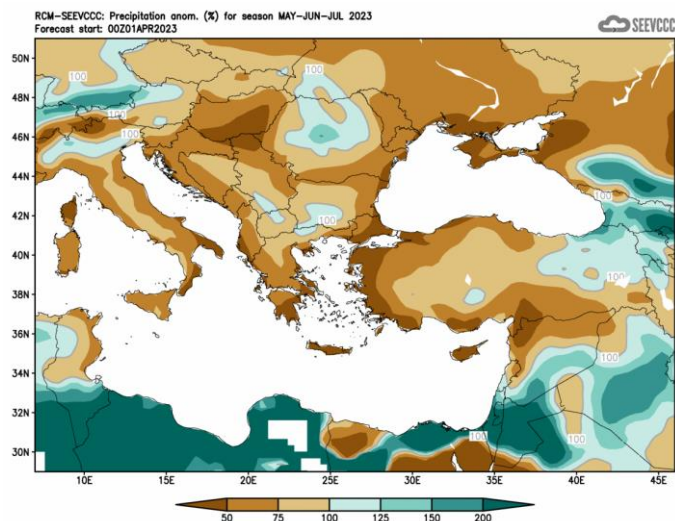 RCM-SEEVCCC: Precipitation anom. (%) for season MAY-JUN-JUL 2023
Forecast start: 00Z01APR2023
SEEVCCC
50N
100
100
48N
100
46N
100
44N
100
42N
100
40N
100
38N
36N
100
34N
32N
100
30N
100
10E 15E 20E 25E 30E 35E 40E 45E
50 75 100 125 150 200